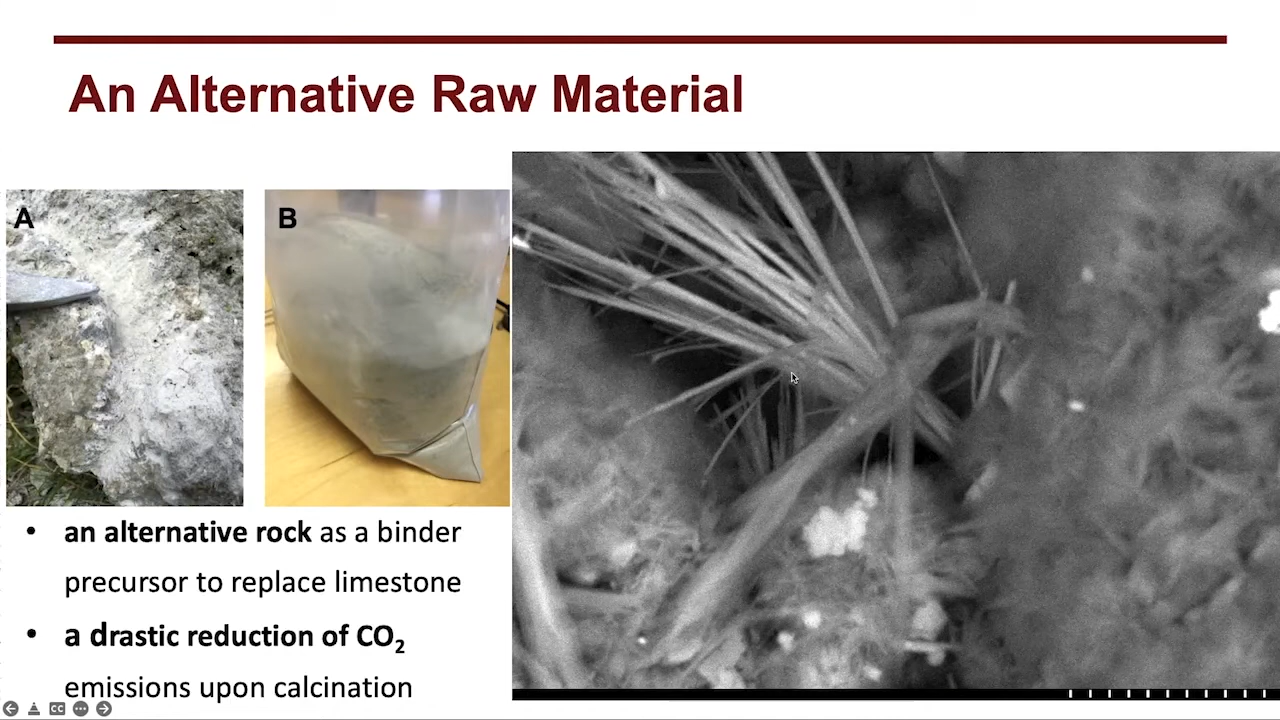 An Alternative Raw Material
A
B
• an alternative rock as a binder
precursor to replace limestone
• a drastic reduction of CO₂
emissions upon calcination
CC